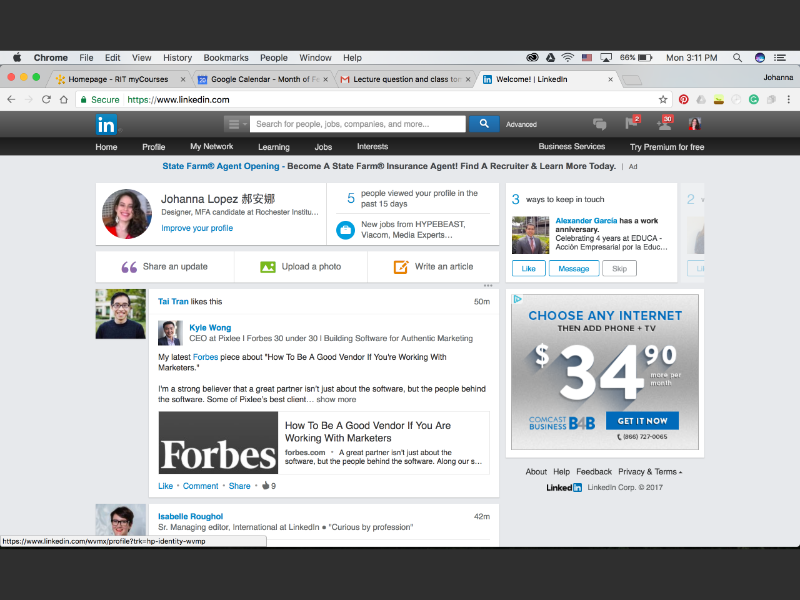 Chrome File Edit View History Bookmarks People Window Help 66% Mon 3:11 PM
Homepage - RIT myCourses × Google Calendar - Month of Fe × Lecture question and class tom × Welcome! | LinkedIn × Johanna
Secure https://www.linkedin.com
in Search for people, jobs, companies, and more... Advanced 2 30
Home Profile My Network Learning Jobs Interests Business Services Try Premium for free
State Farm® Agent Opening - Become A State Farm® Insurance Agent! Find A Recruiter & Learn More Today. | Ad
Johanna Lopez 郝安娜
Designer, MFA candidate at Rochester Institu...
Improve your profile
5 people viewed your profile in the
past 15 days
New jobs from HYPEBEAST,
Viacom, Media Experts…
3 ways to keep in touch
Alexander Garcia has a work
anniversary.
Celebrating 4 years at EDUCA -
Acción Empresarial por la Educ...
Like Message Skip
2
Share an update Upload a photo Write an article
Tai Tran likes this 50m
Kyle Wong
CEO at Pixlee I Forbes 30 under 30 I Building Software for Authentic Marketing
My latest Forbes piece about "How To Be A Good Vendor If You're Working With
Marketers."
I'm a strong believer that a great partner isn't just about the software, but the people behind
the software. Some of Pixlee's best client… show more
Forbes
How To Be A Good Vendor If You Are
Working With Marketers
forbes.com • A great partner isn't just about the
software, but the people behind the software. Along our s…
Like • Comment • Share • 9
Isabelle Roughol 42m
Sr. Managing editor, International at LinkedIn ● "Curious by profession"
CHOOSE ANY INTERNET
THEN ADD PHONE + TV
$34.90
more per
month
COMCAST
BUSINESS B4B
GET IT NOW
(866) 727-0065
About Help Feedback Privacy & Terms
LinkedIn LinkedIn Corp. © 2017
https://www.linkedin.com/wvmx/profile?trk=hp-identity-wvmp